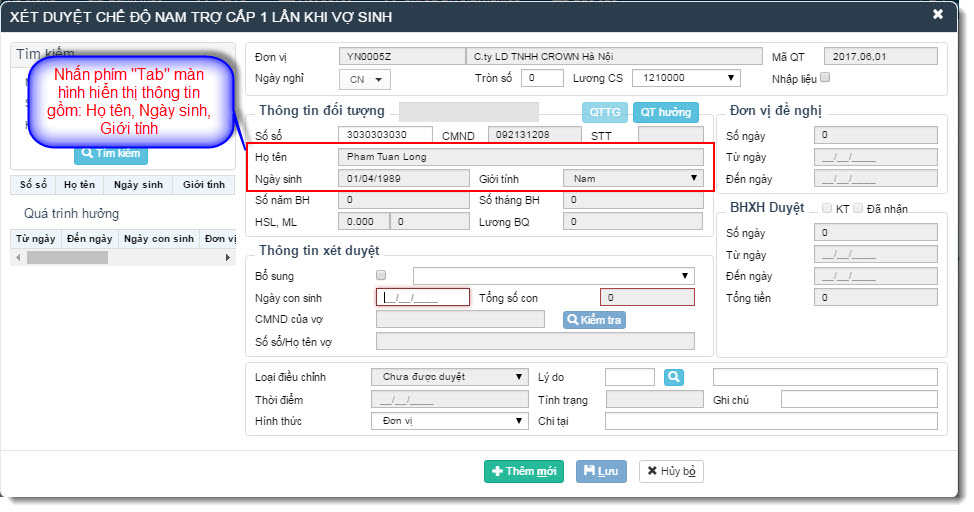 XÉT DUYỆT CHẾ ĐỘ NAM TRỢ CẤP 1 LẦN KHI VỢ SINH
Tìm kiếm
Nhấn phím "Tab" màn
hình hiển thị thông tin
gồm: Họ tên, Ngày sinh,
Giới tính
Tìm kiếm
Số sổ Họ tên Ngày sinh Giới tính
Quá trình hưởng
Từ ngày Đến ngày Ngày con sinh Đơn vị
Đơn vị YN0005Z C.ty LD TNHH CROWN Hà Nội Mã QT 2017.06.01
Ngày nghỉ CN Tròn số 0 Lương CS 1210000 Nhập liệu
Thông tin đối tượng QTTG QT hưởng
Số sổ 3030303030 CMND 092131208 STT
Họ tên Pham Tuan Long
Ngày sinh 01/04/1989 Giới tính Nam
Số năm BH 0 Số tháng BH 0
HSL, ML 0.000 0 Lương BQ 0
Đơn vị đề nghị
Số ngày 0
Từ ngày __/__/____
Đến ngày __/__/____
BHXH Duyệt KT Đã nhận
Số ngày 0
Từ ngày __/__/____
Đến ngày __/__/____
Tổng tiền 0
Thông tin xét duyệt
Bổ sung
Ngày con sinh __/__/____ Tổng số con 0
CMND của vợ Kiểm tra
Số sổ/Họ tên vợ
Loại điều chỉnh Chưa được duyệt Lý do
Thời điểm __/__/____ Tình trạng Ghi chú
Hình thức Đơn vị Chi tại
Thêm mới Lưu Hủy bỏ